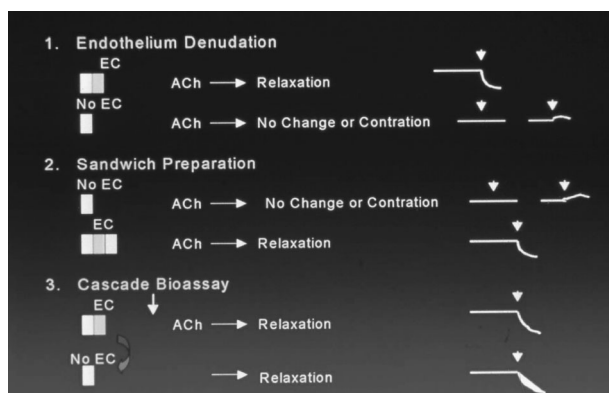 1. Endothelium Denudation
EC
ACh → Relaxation
No EC
ACh → No Change or Contration
2. Sandwich Preparation
No EC
ACh → No Change or Contration
EC
ACh → Relaxation
3. Cascade Bioassay
EC
ACh → Relaxation
No EC
→ Relaxation